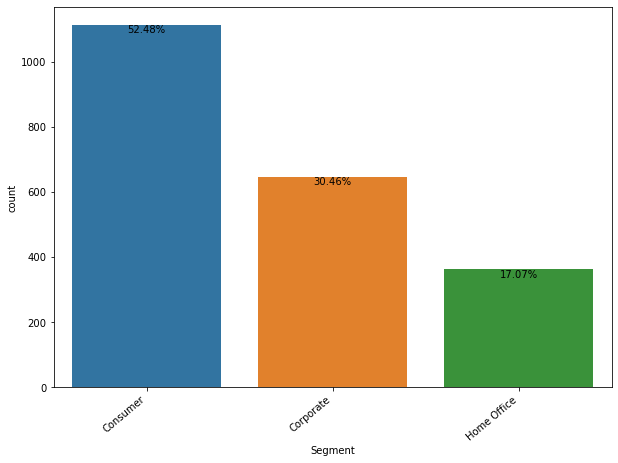 52.48%
1000
800
600
30.46%
400
17.07%
200
0
count
Consumer
Corporate
Home Office
Segment